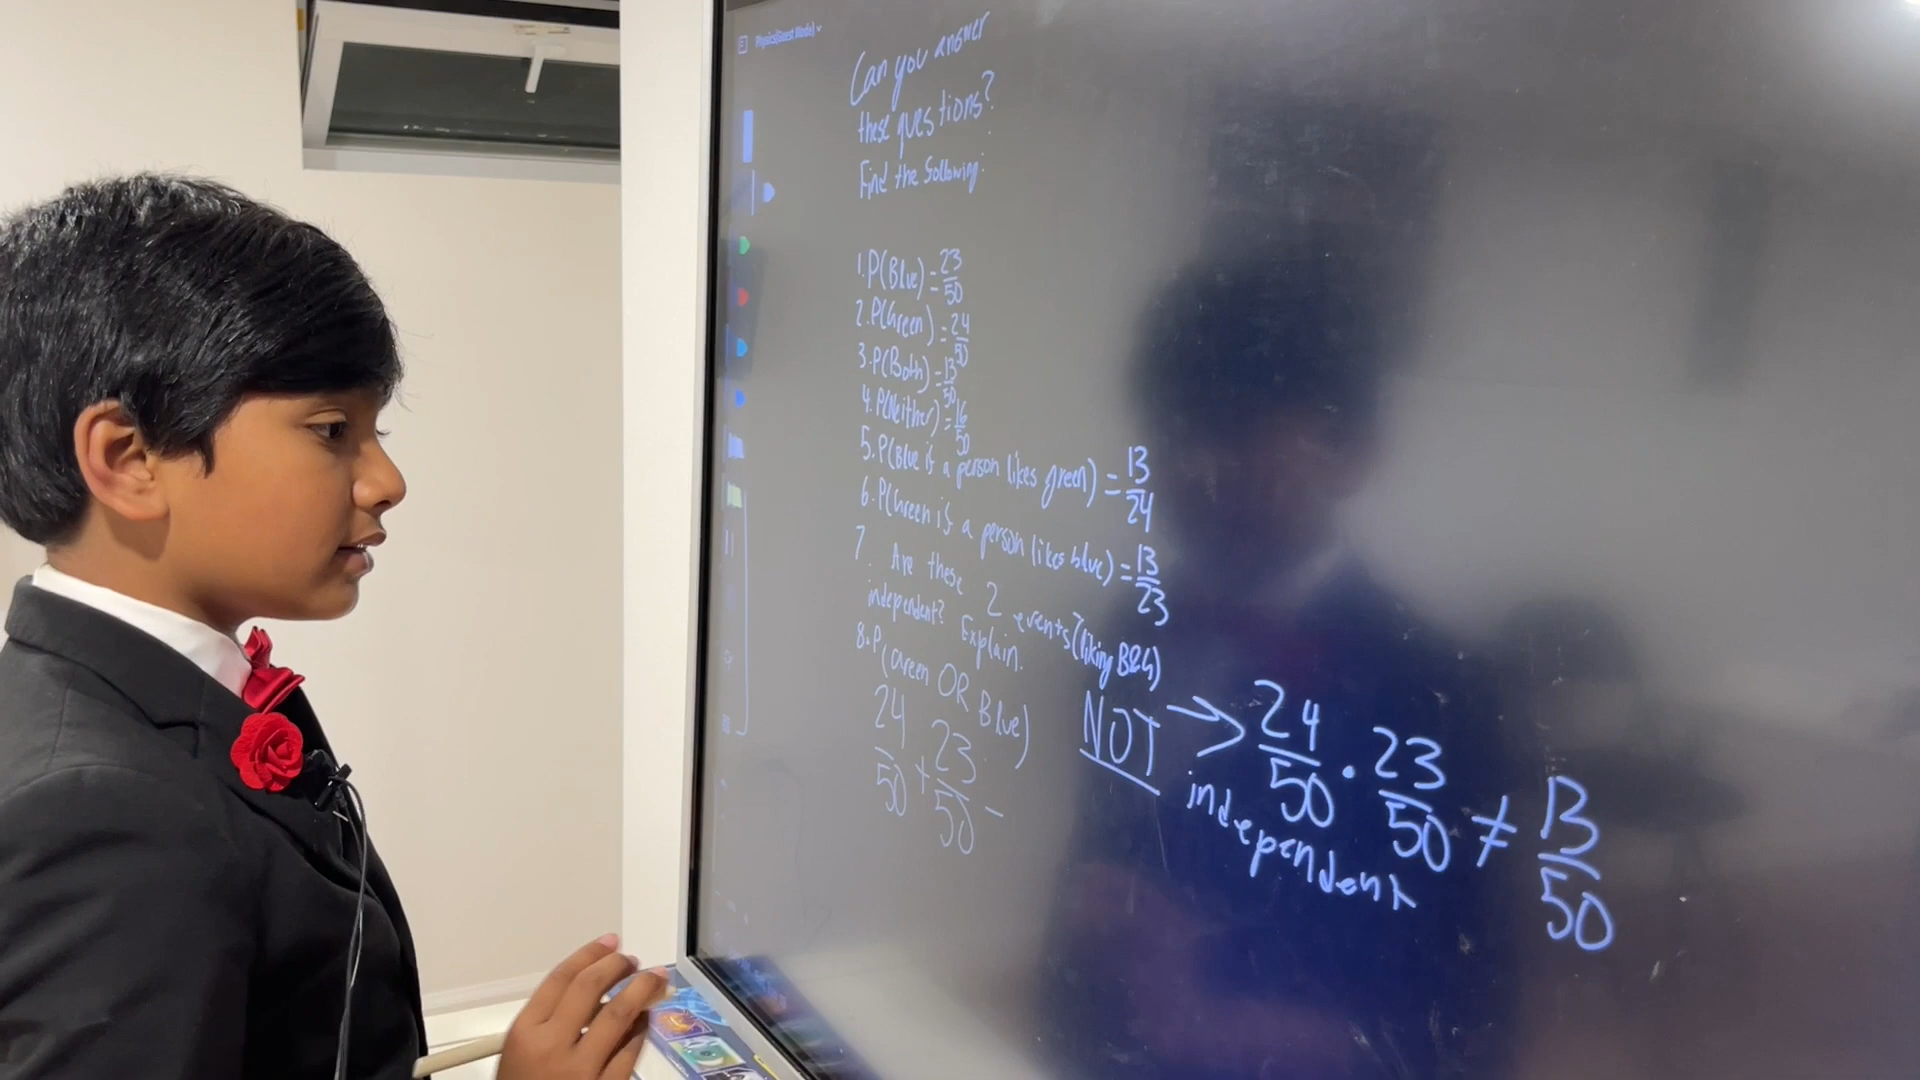 Physics(Guest Mode)
Can you answer
these questions?
Find the following:
1. P(Blue) = 23/50
2. P(Green) = 24/50
3. P(Both) = 13/50
4. P(Neither) = 16/50
5. P(Blue if a person likes green) = 13/24
6. P(Green if a person likes blue) = 13/23
7. Are these 2 events (liking B&G)
independent? Explain.
8. P(Green OR Blue)
24/50 + 23/50 -
NOT → 24/50 · 23/50 ≠ 13/50
independent